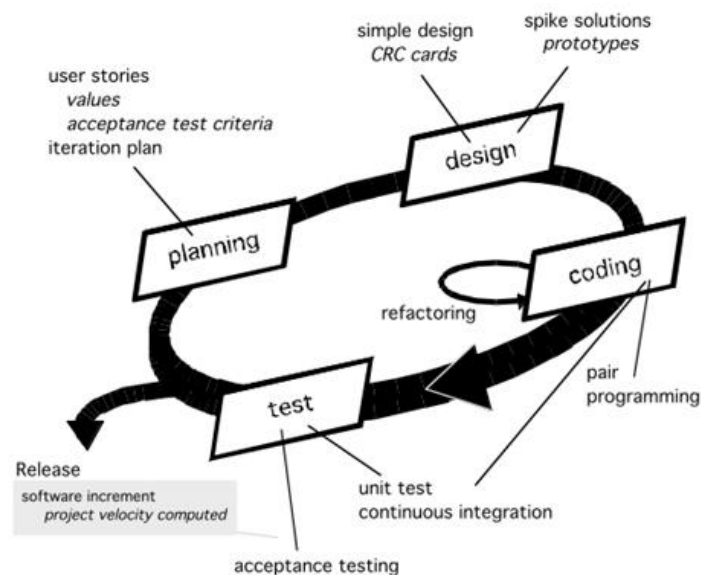 simple design
CRC cards
spike solutions
prototypes
user stories
values
acceptance test criteria
iteration plan
design
planning
coding
refactoring
test
pair
programming
Release
software increment
project velocity computed
unit test
continuous integration
acceptance testing